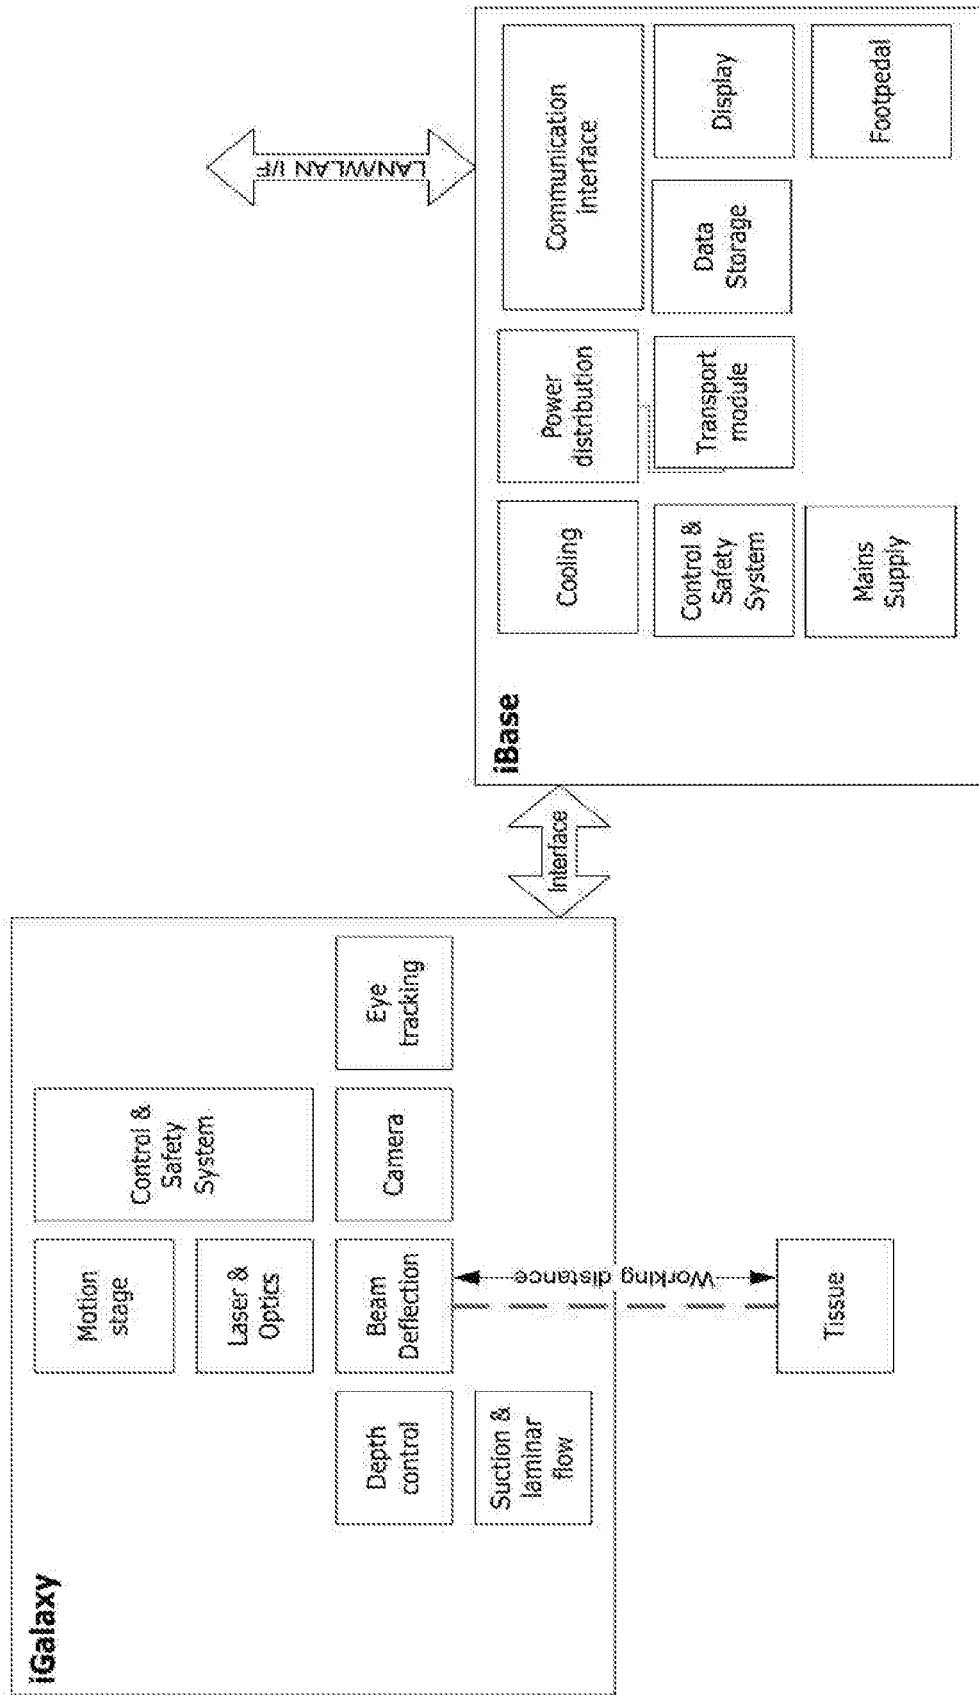 iGalaxy
Motion
stage
Control &
Safety
System
Laser &
Optics
Depth
control
Beam
Deflection
Camera
Eye
tracking
Suction &
laminar
flow
Working distance
Tissue
Interface
LAN/WLAN I/F
iBase
Cooling
Power
distribution
Communication
interface
Control &
Safety
System
Transport
module
Data
Storage
Display
Mains
Supply
Footpedal